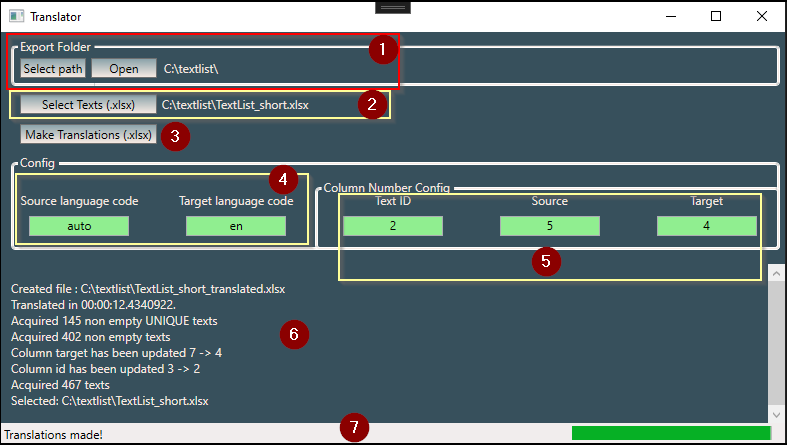 Translator
Export Folder
1
Select path Open C:\textlist\
Select Texts (.xlsx) C:\textlist\TextList_short.xlsx 2
Make Translations (.xlsx) 3
Config
4
Column Number Config
Source language code Target language code Text ID Source Target
auto en 2 5 4
5
Created file : C:\textlist\TextList_short_translated.xlsx
Translated in 00:00:12.4340922.
Acquired 145 non empty UNIQUE texts
Acquired 402 non empty texts
6
Column target has been updated 7 -> 4
Column id has been updated 3 -> 2
Acquired 467 texts
Selected: C:\textlist\TextList_short.xlsx
7
Translations made!